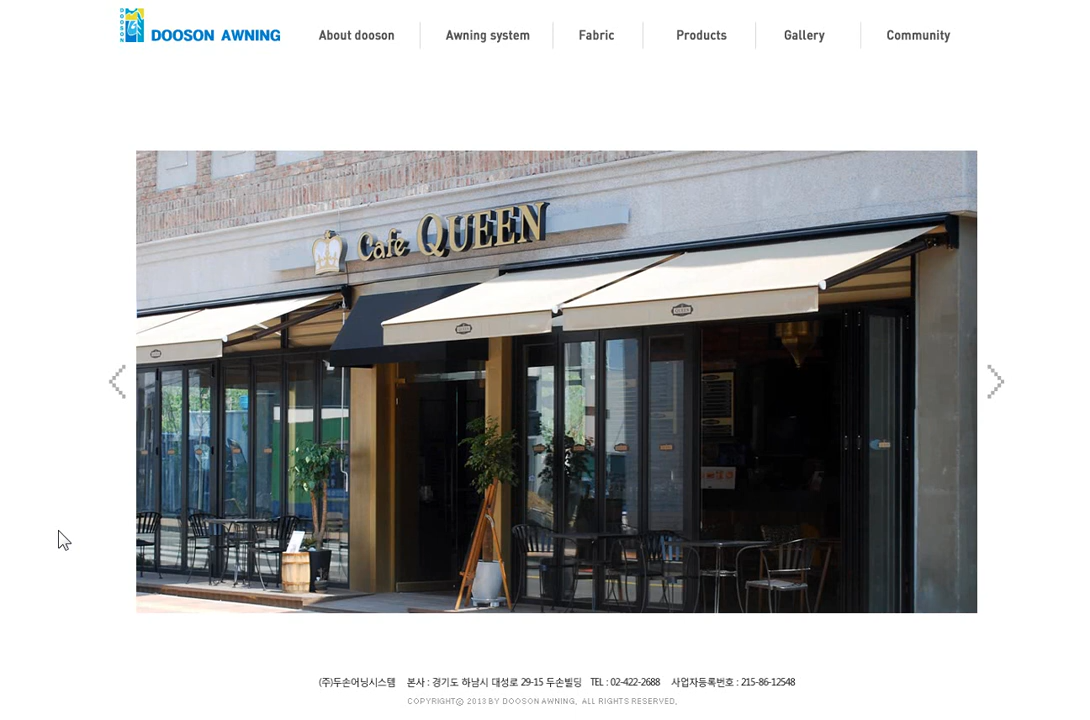 DOOSON
DOOSON AWNING
About dooson
Awning system
Fabric
Products
Gallery
Community
Cafe QUEEN
(주)두손어닝시스템 본사 : 경기도 하남시 대성로 29-15 두손빌딩 TEL : 02-422-2688 사업자등록번호 : 215-86-12548
COPYRIGHTⓒ 2013 BY DOOSON AWNING, ALL RIGHTS RESERVED.